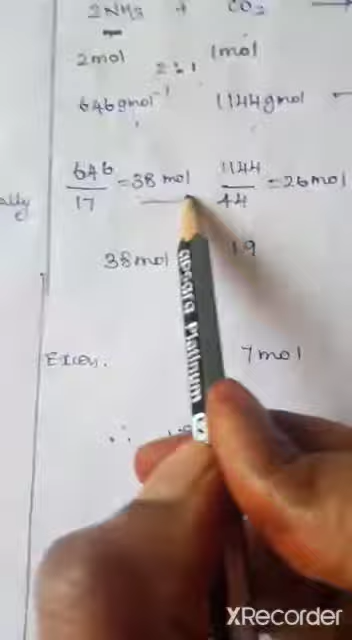 2NH3 + CO2 →
2mol 2:1 1mol
646gmol⁻¹ 1144gmol
646/17 = 38 mol 1144/44 = 26mol
ally
38mol 19
Excess. 7mol
∴
apsara Platinum
XRecorder